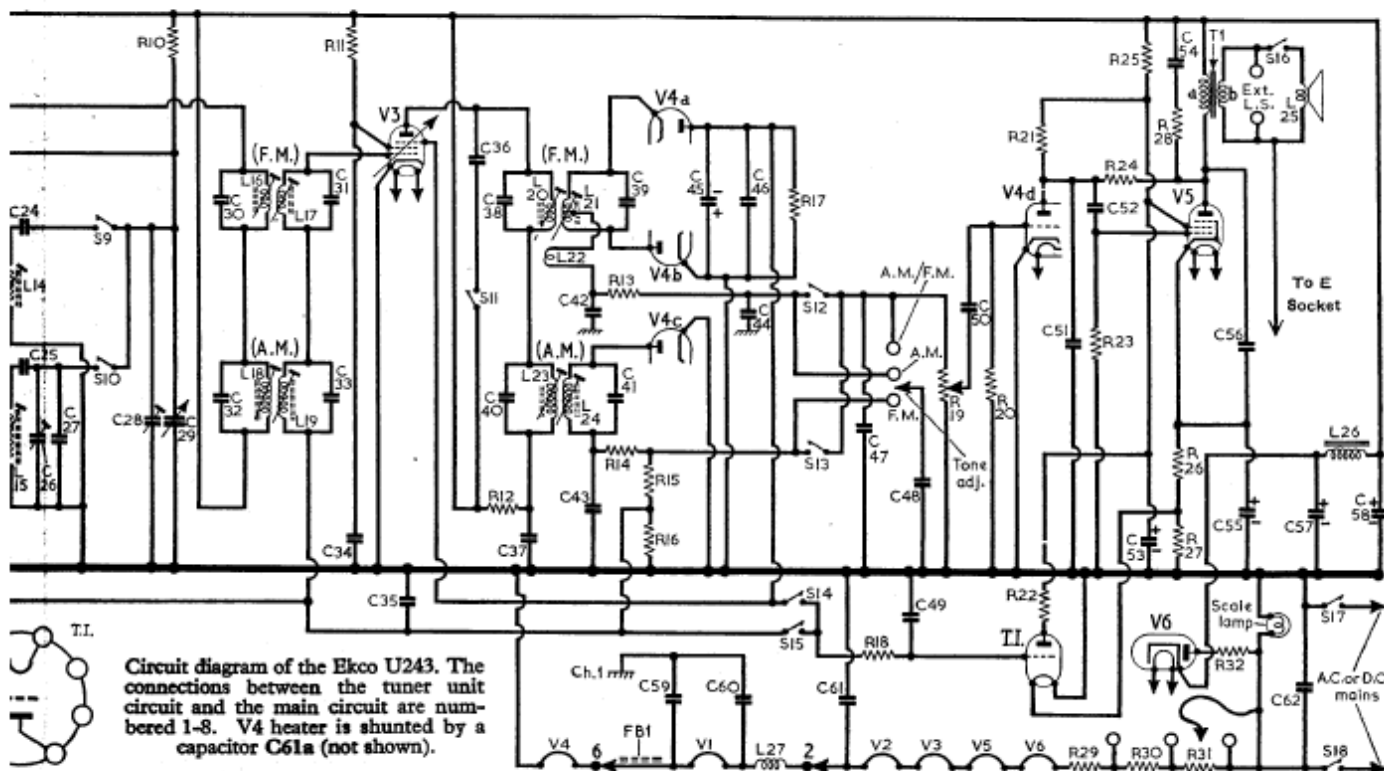 R10
R11
V3
C36
V4a
C45
C46
R17
R25
C54
T1
a
b
S16
Ext.
L.S.
L25
R28
R21
R24
V4d
V5
C52
(F.M.)
L16
C30
L17
C31
(F.M.)
C38
L20
L21
C39
L22
V4b
C24
S9
L14
S11
R13
C42
C44
S12
A.M./F.M.
A.M.
F.M.
Tone
adj.
C50
R20
C51
R23
C56
To E
Socket
C25
S10
C27
C26
L15
C28
C29
(A.M.)
L18
C32
L19
C33
(A.M.)
L23
C40
L24
C41
V4c
R14
R15
R16
S13
C47
R19
C48
R12
C43
C37
C34
C35
R26
R27
C53
C55
C57
L26
C58
S14
S15
C49
R18
R22
T.I.
V6
Scale
lamp
R32
S17
A.C. or D.C.
mains
C62
S18
T.I.
Circuit diagram of the Ekco U243. The
connections between the tuner unit
circuit and the main circuit are num-
bered 1-8. V4 heater is shunted by a
capacitor C61a (not shown).
Ch.1
C59
C60
C61
FB1
V4
6
V1
L27
2
V2
V3
V5
V6
R29
R30
R31